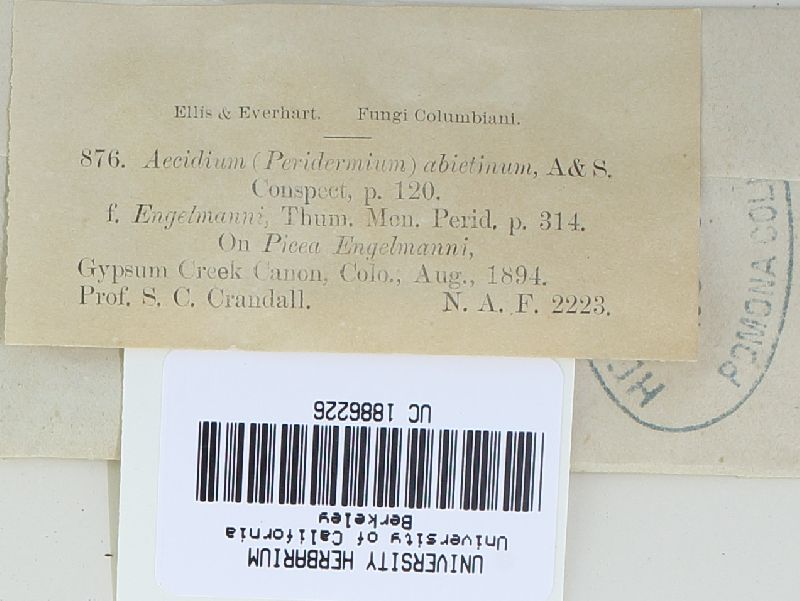 Ellis & Everhart. Fungi Columbiani.
876. Aecidium (Peridermium) abietinum, A& S.
Conspect, p. 120.
f. Engelmanni, Thum. Mon. Perid. p. 314.
On Picea Engelmanni,
Gypsum Creek Canon, Colo., Aug., 1894.
Prof. S. C. Crandall. N. A. F. 2223.
POMONA COL
UC 1886226
UNIVERSITY HERBARIUM
University of California
Berkeley